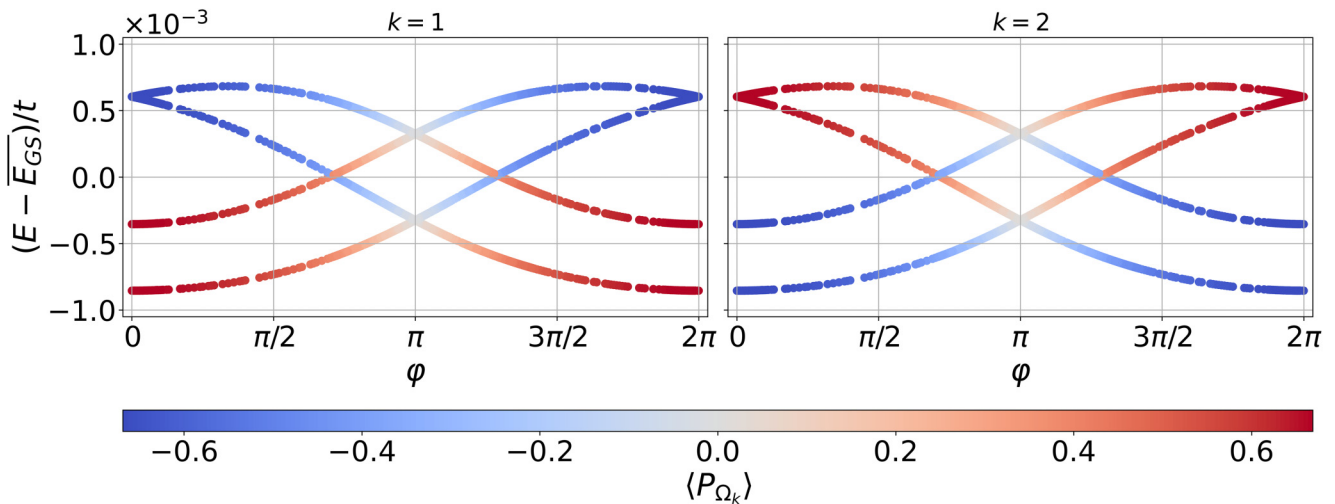 ×10⁻³
k = 1
k = 2
(E − \overline{E_{GS}})/t
1.0
0.5
0.0
−0.5
−1.0
0 π/2 π 3π/2 2π
0 π/2 π 3π/2 2π
φ
φ
−0.6 −0.4 −0.2 0.0 0.2 0.4 0.6
⟨P_{Ω_k}⟩